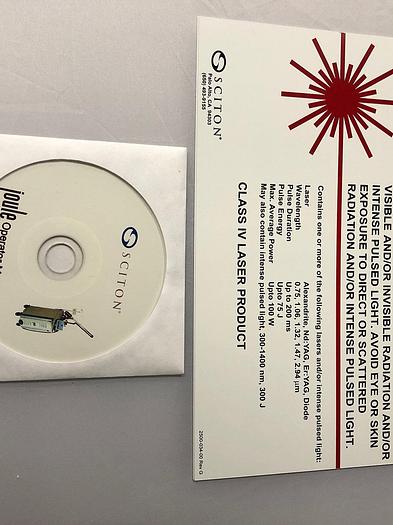 VISIBLE AND/OR INVISIBLE RADIATION AND/OR
INTENSE PULSED LIGHT. AVOID EYE OR SKIN
EXPOSURE TO DIRECT OR SCATTERED
RADIATION AND/OR INTENSE PULSED LIGHT.
Contains one or more of the following lasers and/or intense pulsed light:
Laser Alexandrite, Nd:YAG, Er:YAG, Diode
Wavelength 0.75, 1.06, 1.32, 1.47, 2.94 µm
Pulse Duration Up to 200 ms
Pulse Energy Upto 75 J
Max. Average Power Upto 100 W
May also contain intense pulsed light, 300-1400 nm, 300 J
CLASS IV LASER PRODUCT
SCITON®
Palo Alto, CA 94303
(650) 493-9155
2500-034-00 Rev G
SCITON®
joule Operator